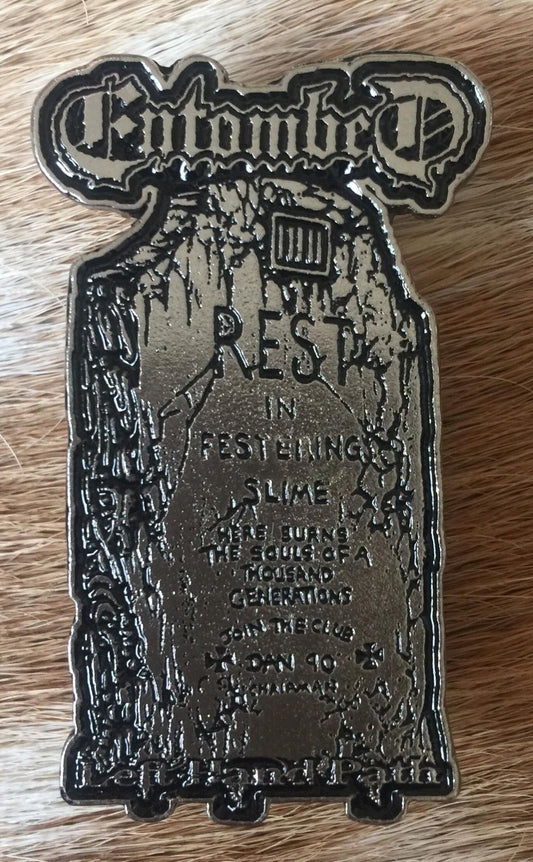 Entombed
REST
IN
FESTERING
SLIME
HERE BURNS
THE SOULS OF A
THOUSAND
GENERATIONS
JOIN THE CLUB
DAN 90
Left Hand Path